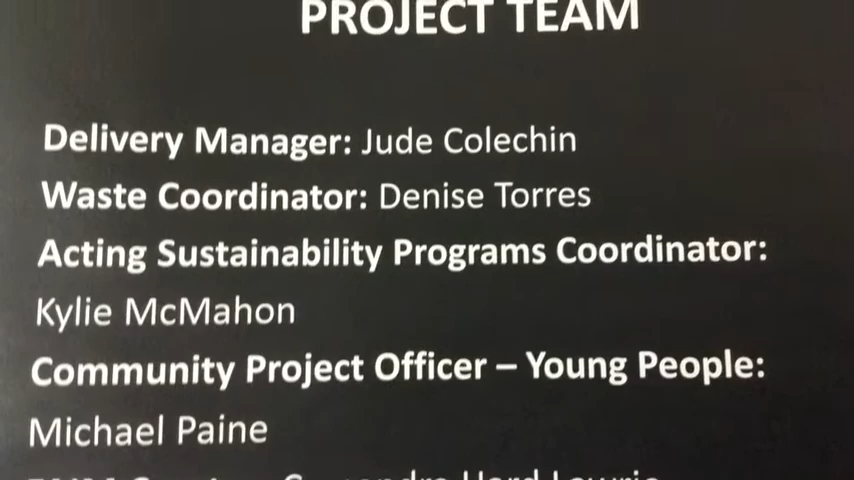 PROJECT TEAM
Delivery Manager: Jude Colechin
Waste Coordinator: Denise Torres
Acting Sustainability Programs Coordinator:
Kylie McMahon
Community Project Officer – Young People:
Michael Paine